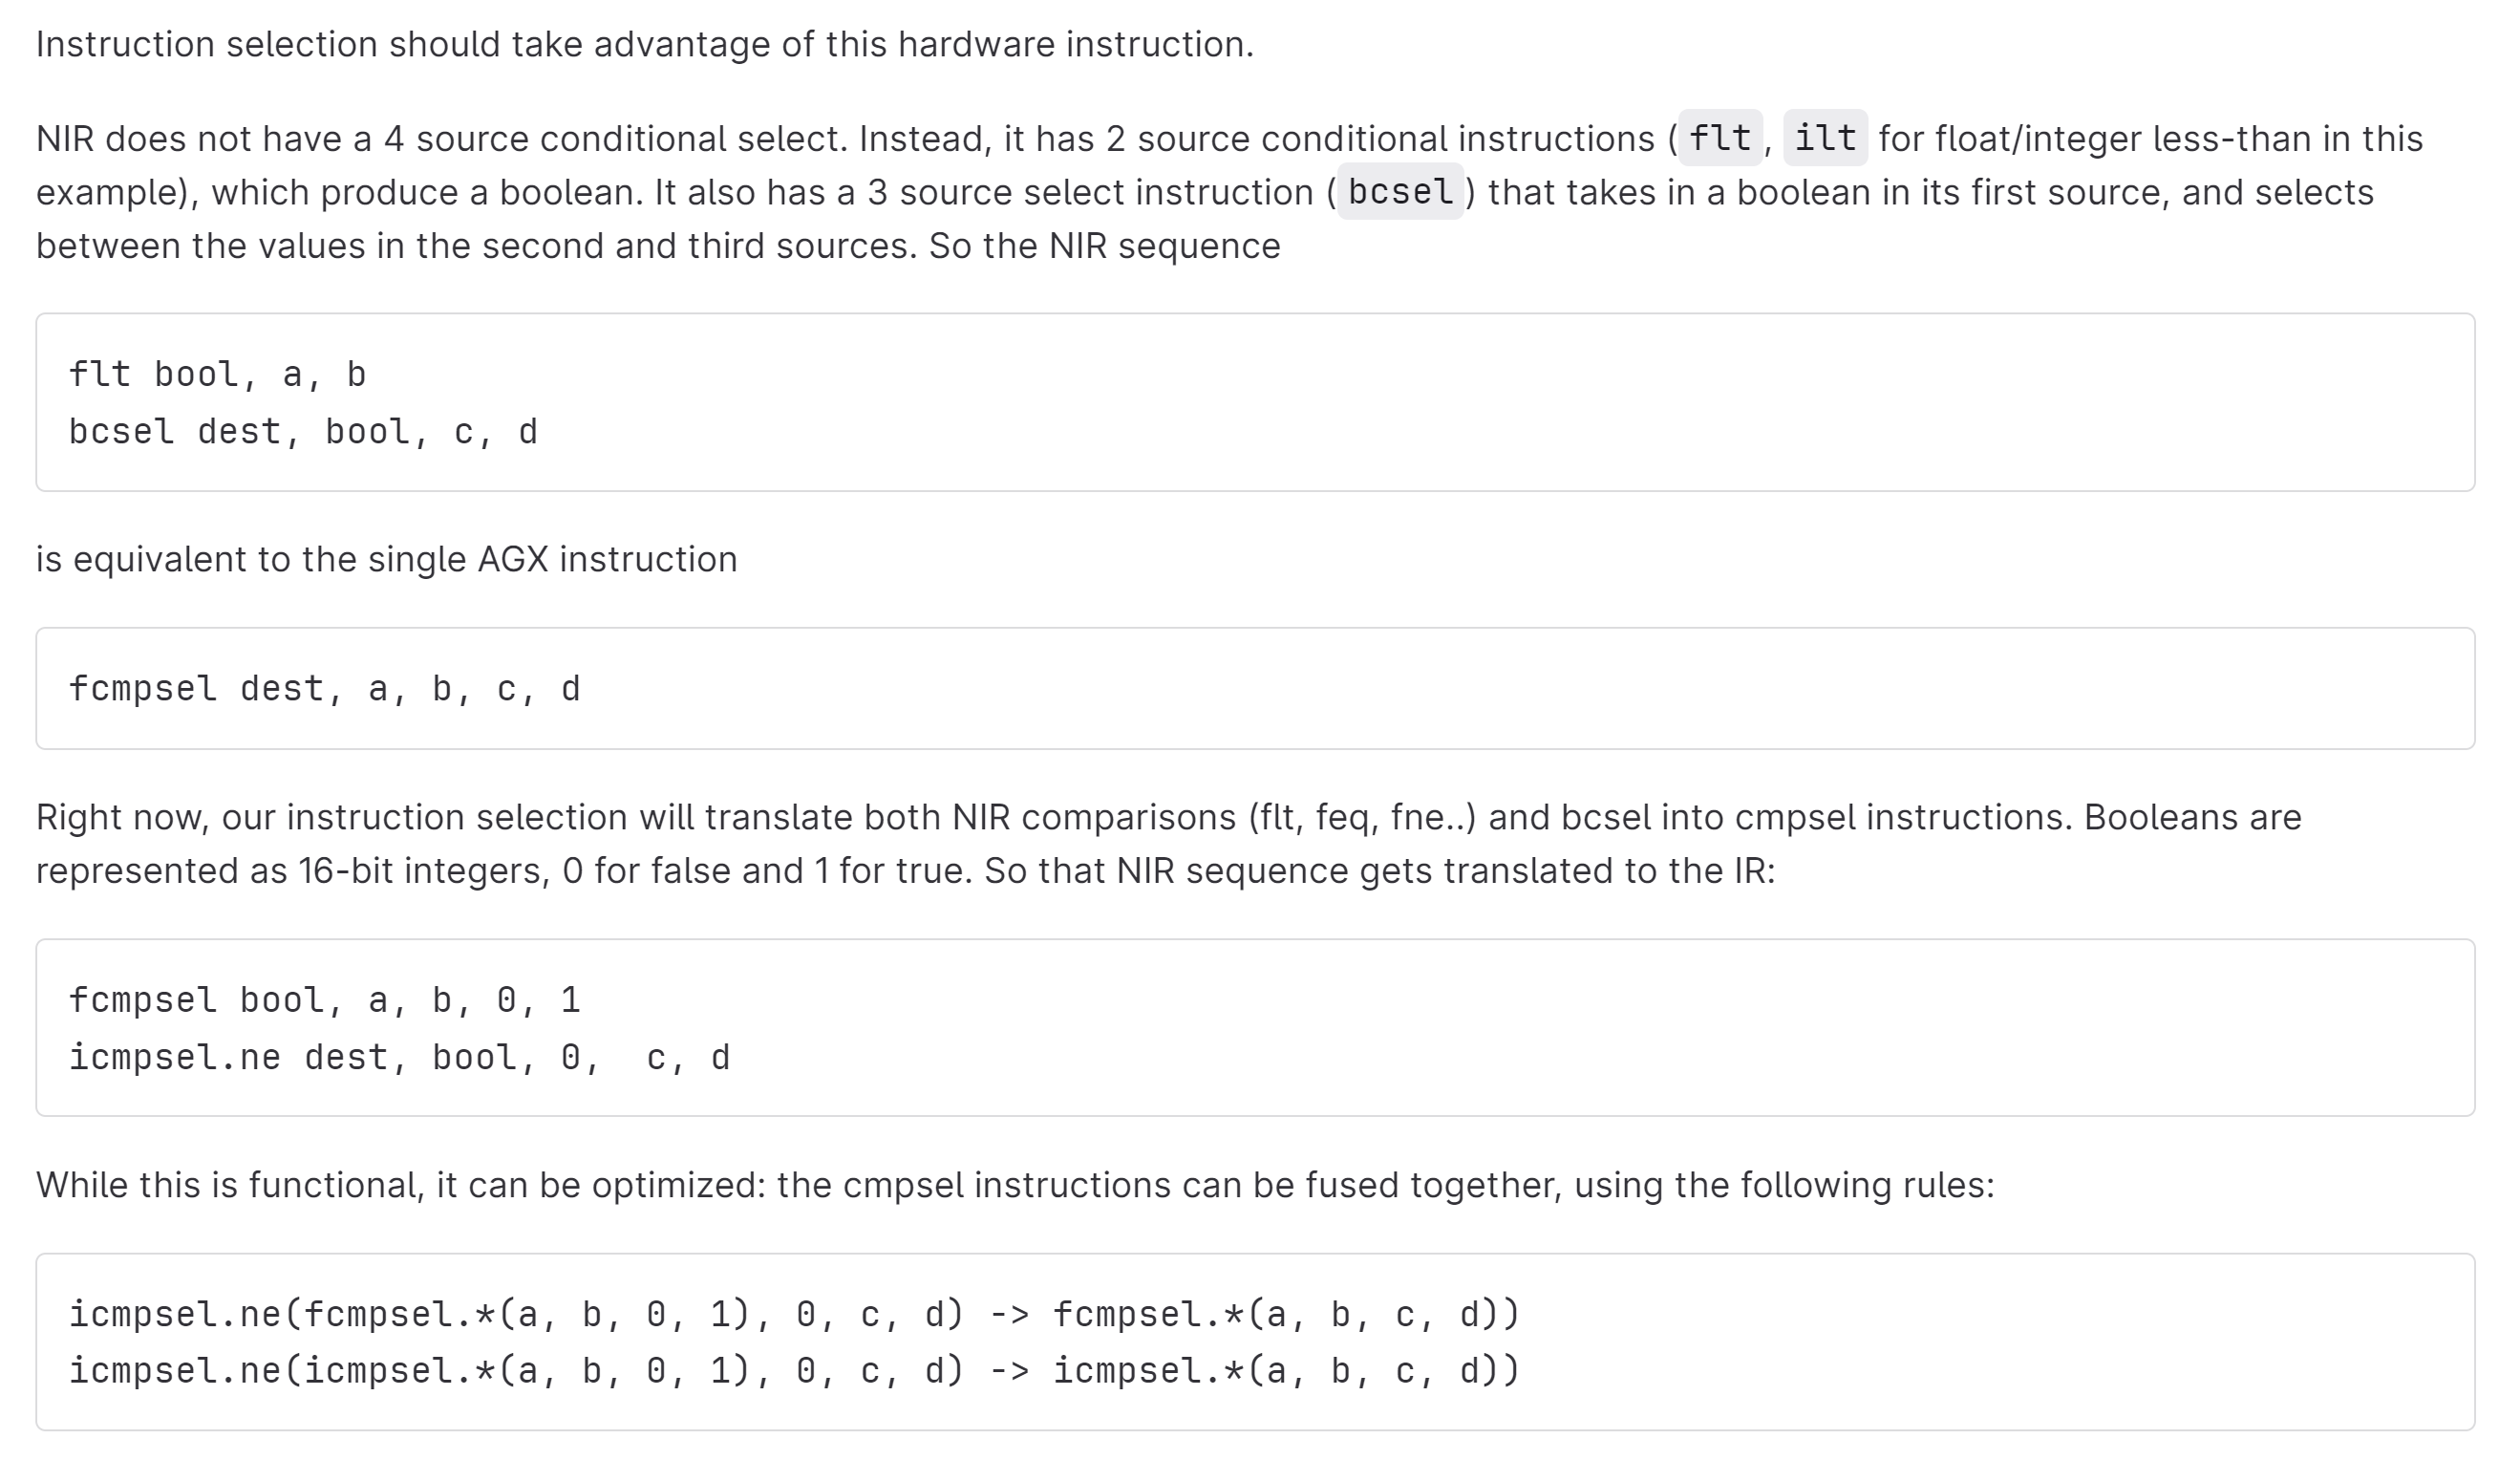 Instruction selection should take advantage of this hardware instruction.
NIR does not have a 4 source conditional select. Instead, it has 2 source conditional instructions (flt, ilt for float/integer less-than in this
example), which produce a boolean. It also has a 3 source select instruction (bcsel) that takes in a boolean in its first source, and selects
between the values in the second and third sources. So the NIR sequence
flt bool, a, b
bcsel dest, bool, c, d
is equivalent to the single AGX instruction
fcmpsel dest, a, b, c, d
Right now, our instruction selection will translate both NIR comparisons (flt, feq, fne..) and bcsel into cmpsel instructions. Booleans are
represented as 16-bit integers, 0 for false and 1 for true. So that NIR sequence gets translated to the IR:
fcmpsel bool, a, b, 0, 1
icmpsel.ne dest, bool, 0,  c, d
While this is functional, it can be optimized: the cmpsel instructions can be fused together, using the following rules:
icmpsel.ne(fcmpsel.*(a, b, 0, 1), 0, c, d) -> fcmpsel.*(a, b, c, d))
icmpsel.ne(icmpsel.*(a, b, 0, 1), 0, c, d) -> icmpsel.*(a, b, c, d))